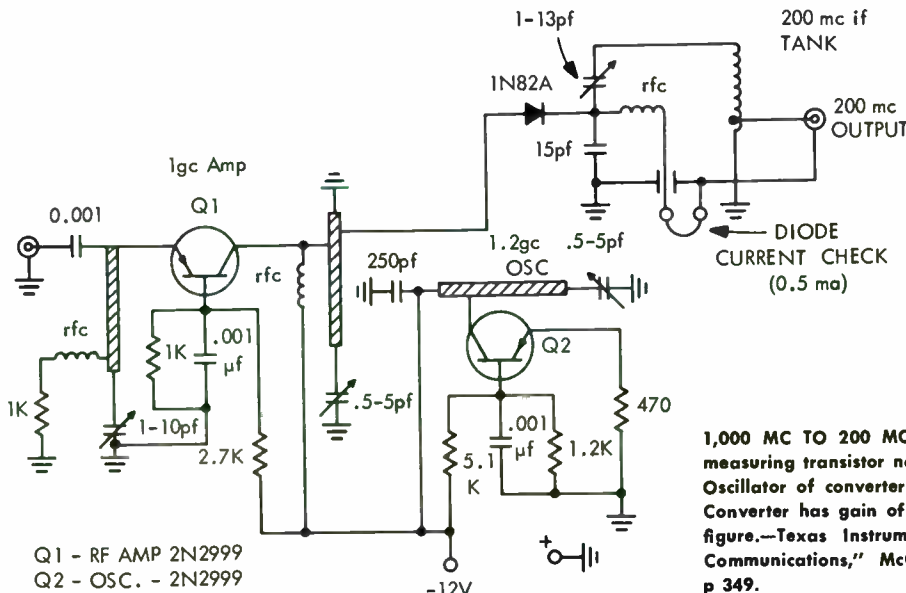 1-13pf
200 mc if
TANK
1N82A
rfc
200 mc
OUTPUT
15pf
1gc Amp
Q1
0.001
DIODE
CURRENT CHECK
(0.5 ma)
1.2gc
OSC
.5-5pf
250pf
rfc
rfc
Q2
1K
.001
μf
.5-5pf
470
1K
1-10pf
2.7K
5.1
K
.001
μf
1.2K
1,000 MC TO 200 MC
measuring transistor
Oscillator of converter
Converter has gain of
figure.—Texas
Communications,"
p 349.
Q1 - RF AMP 2N2999
Q2 - OSC. - 2N2999
-12V
+